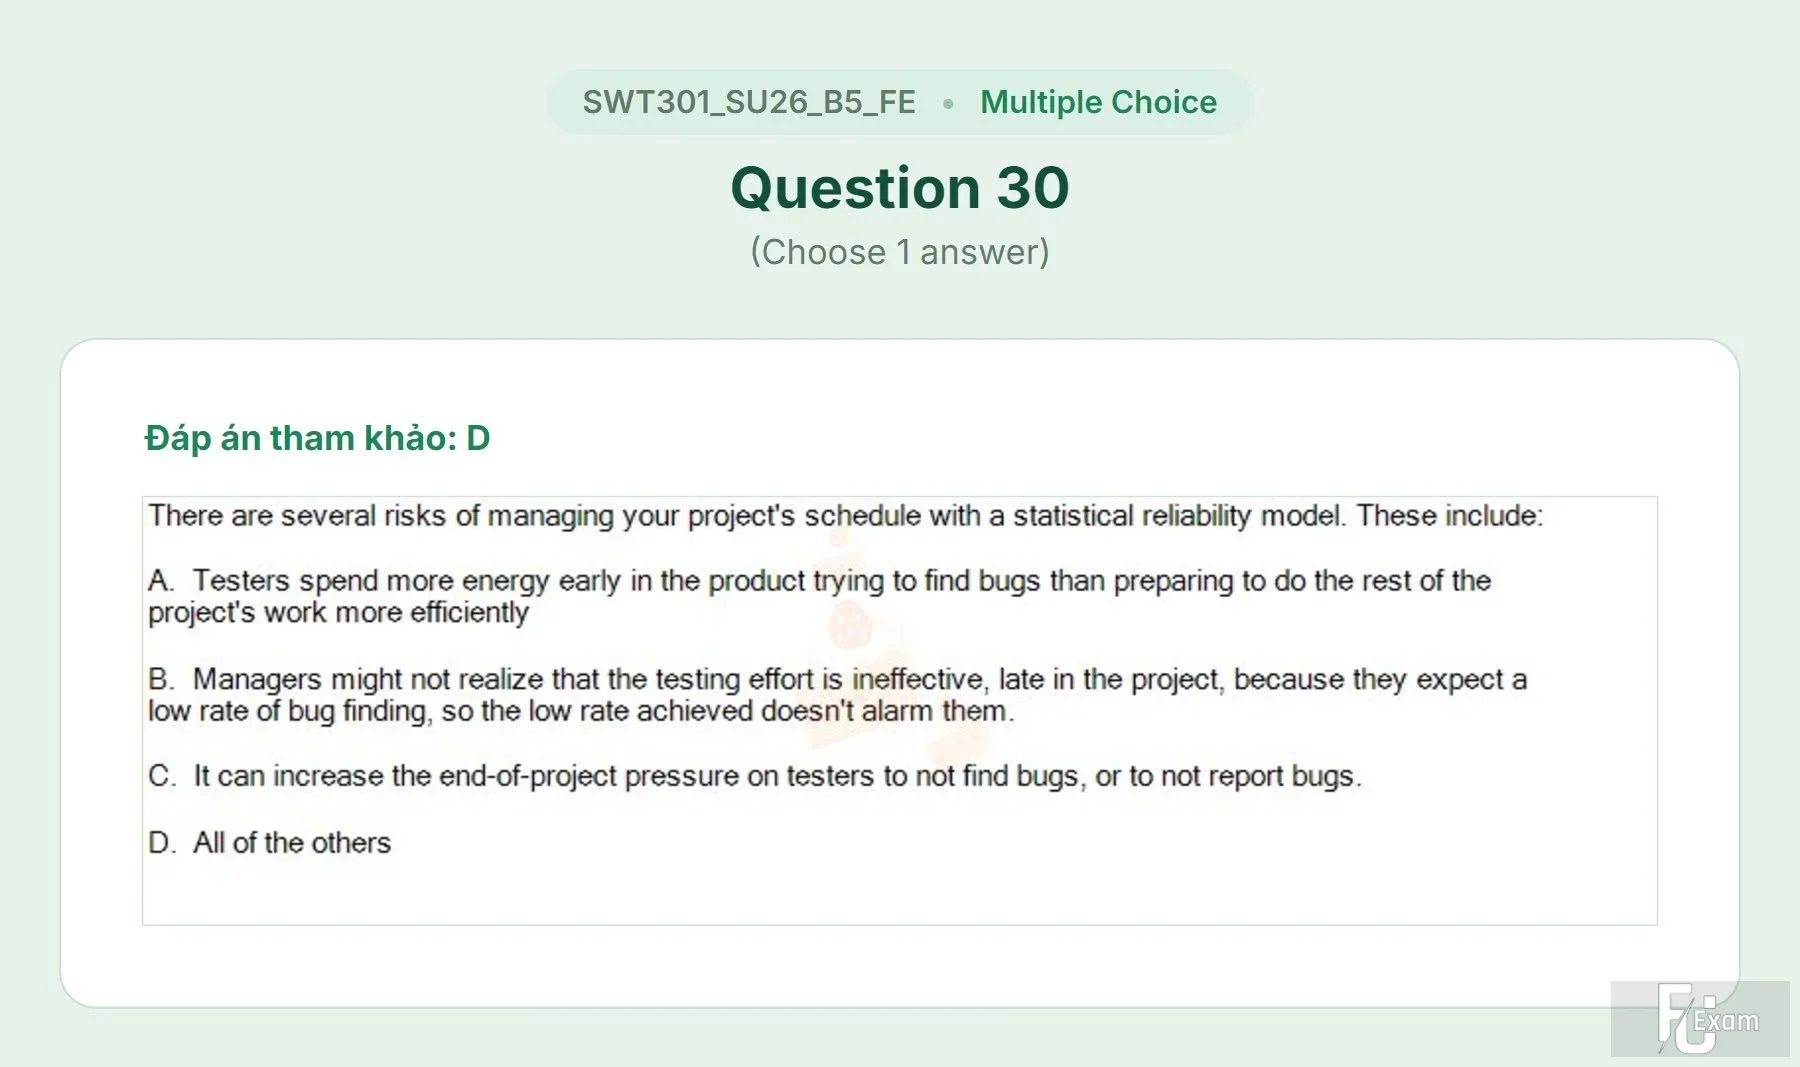 SWT301_SU26_B5_FE • Multiple Choice
Question 30
(Choose 1 answer)
Đáp án tham khảo: D
There are several risks of managing your project's schedule with a statistical reliability model. These include:
A. Testers spend more energy early in the product trying to find bugs than preparing to do the rest of the
project's work more efficiently
B. Managers might not realize that the testing effort is ineffective, late in the project, because they expect a
low rate of bug finding, so the low rate achieved doesn't alarm them.
C. It can increase the end-of-project pressure on testers to not find bugs, or to not report bugs.
D. All of the others
FU Exam